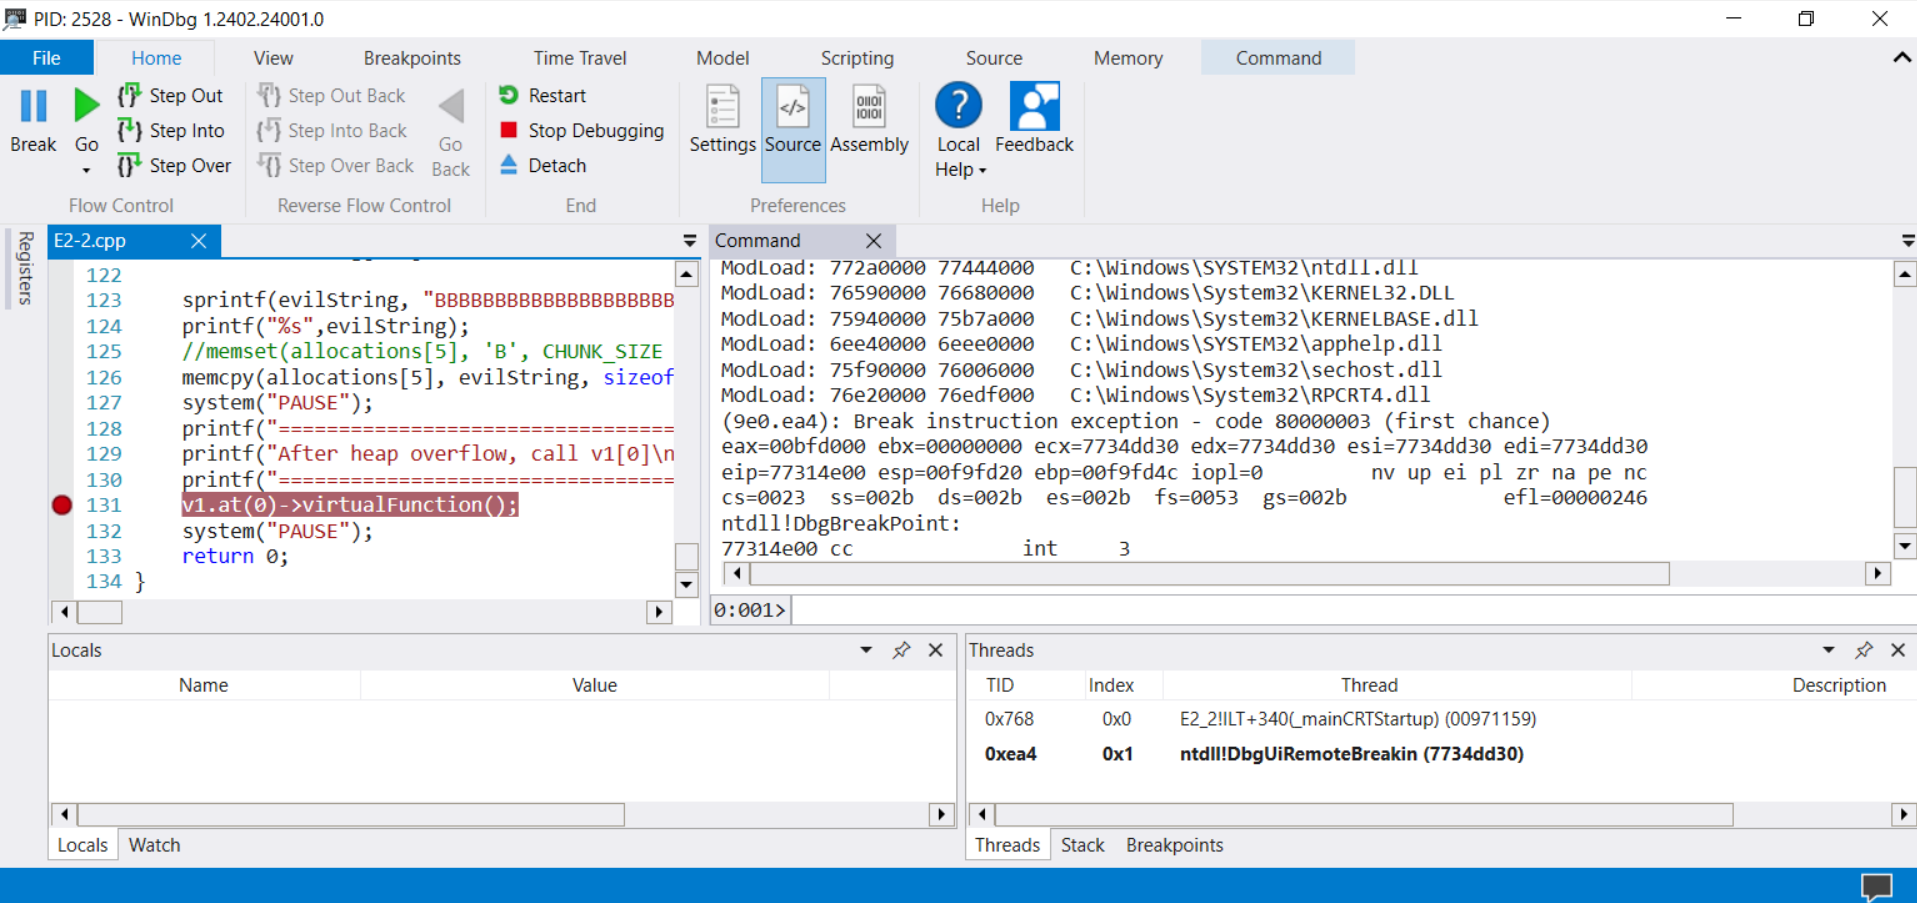 PID: 2528 - WinDbg 1.2402.24001.0
File Home View Breakpoints Time Travel Model Scripting Source Memory Command
Break
Go
Step Out
Step Into
Step Over
Flow Control
Step Out Back
Step Into Back
Step Over Back
Go Back
Reverse Flow Control
Restart
Stop Debugging
Detach
End
Settings
Source
Assembly
Preferences
Local Help
Feedback
Help
Registers
E2-2.cpp
122
123 sprintf(evilString, "BBBBBBBBBBBBBBBBBBBB
124 printf("%s",evilString);
125 //memset(allocations[5], 'B', CHUNK_SIZE
126 memcpy(allocations[5], evilString, sizeof
127 system("PAUSE");
128 printf("=================================
129 printf("After heap overflow, call v1[0]\n
130 printf("=================================
131 v1.at(0)->virtualFunction();
132 system("PAUSE");
133 return 0;
134 }
Command
ModLoad: 772a0000 77444000 C:\Windows\SYSTEM32\ntdll.dll
ModLoad: 76590000 76680000 C:\Windows\System32\KERNEL32.DLL
ModLoad: 75940000 75b7a000 C:\Windows\System32\KERNELBASE.dll
ModLoad: 6ee40000 6eee0000 C:\Windows\SYSTEM32\apphelp.dll
ModLoad: 75f90000 76006000 C:\Windows\System32\sechost.dll
ModLoad: 76e20000 76edf000 C:\Windows\System32\RPCRT4.dll
(9e0.ea4): Break instruction exception - code 80000003 (first chance)
eax=00bfd000 ebx=00000000 ecx=7734dd30 edx=7734dd30 esi=7734dd30 edi=7734dd30
eip=77314e00 esp=00f9fd20 ebp=00f9fd4c iopl=0 nv up ei pl zr na pe nc
cs=0023 ss=002b ds=002b es=002b fs=0053 gs=002b efl=00000246
ntdll!DbgBreakPoint:
77314e00 cc int 3
0:001>
Locals
Name Value
Locals Watch
Threads
TID Index Thread Description
0x768 0x0 E2_2!ILT+340(_mainCRTStartup) (00971159)
0xea4 0x1 ntdll!DbgUiRemoteBreakin (7734dd30)
Threads Stack Breakpoints